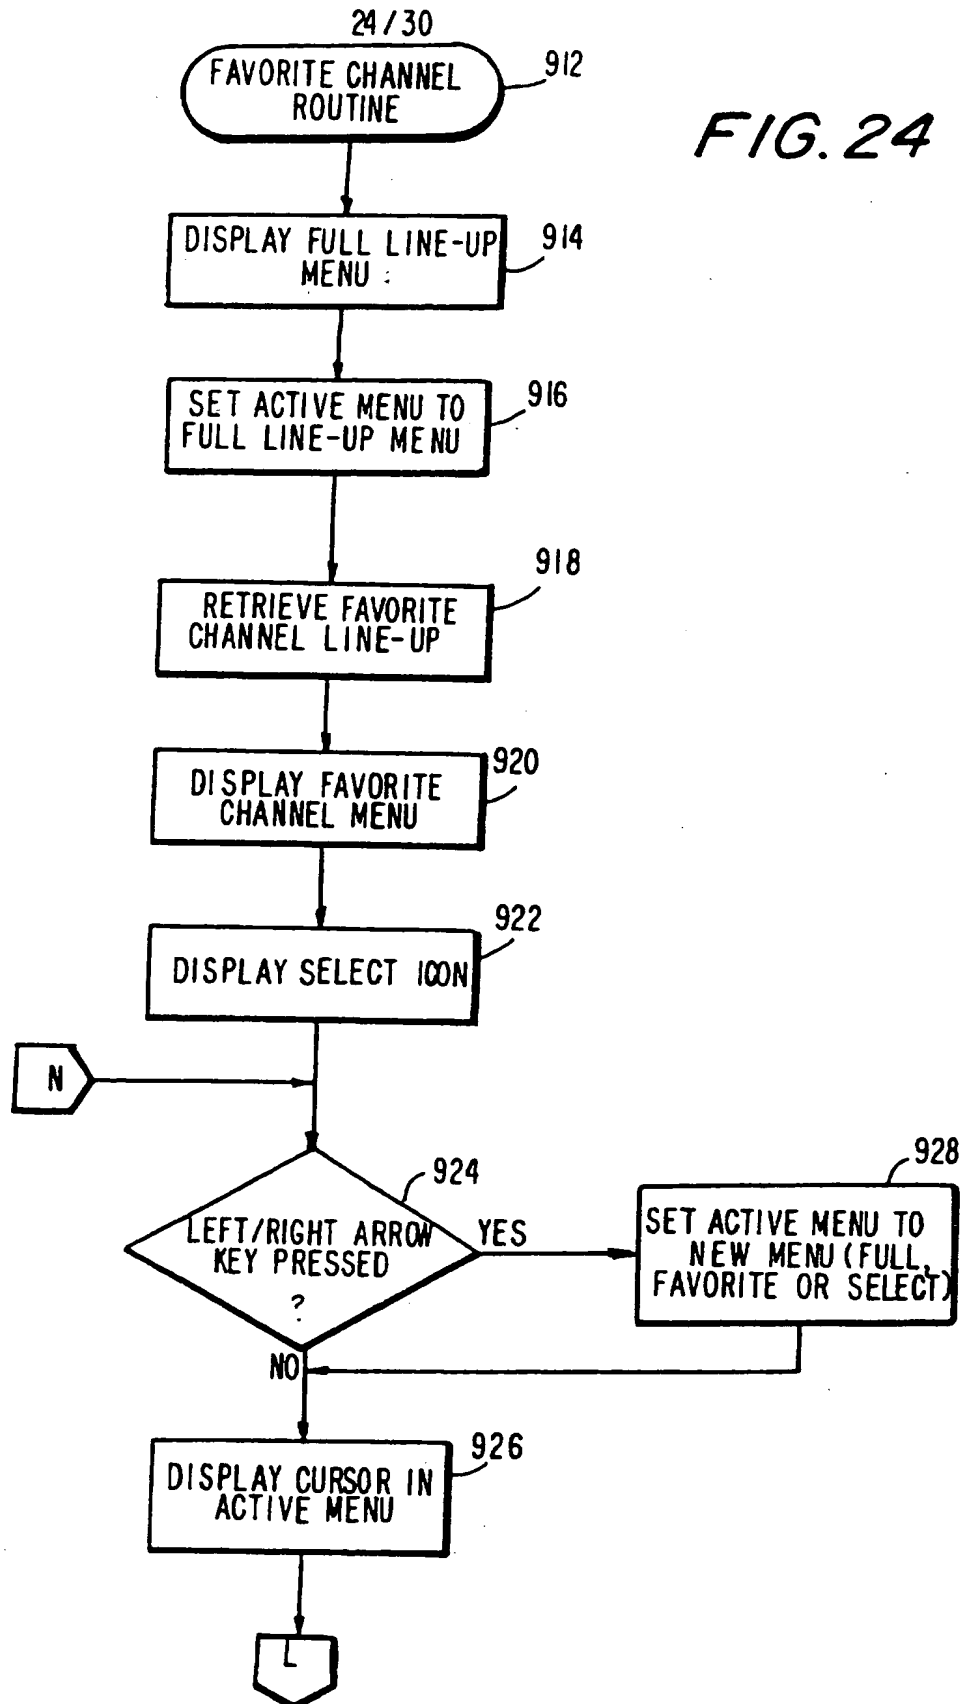 24/30
FAVORITE CHANNEL
ROUTINE
912
FIG. 24
DISPLAY FULL LINE-UP
MENU
914
SET ACTIVE MENU TO
FULL LINE-UP MENU
916
RETRIEVE FAVORITE
CHANNEL LINE-UP
918
DISPLAY FAVORITE
CHANNEL MENU
920
DISPLAY SELECT ICON
922
N
LEFT/RIGHT ARROW
KEY PRESSED
?
924
YES
SET ACTIVE MENU TO
NEW MENU (FULL,
FAVORITE OR SELECT)
928
NO
DISPLAY CURSOR IN
ACTIVE MENU
926
L